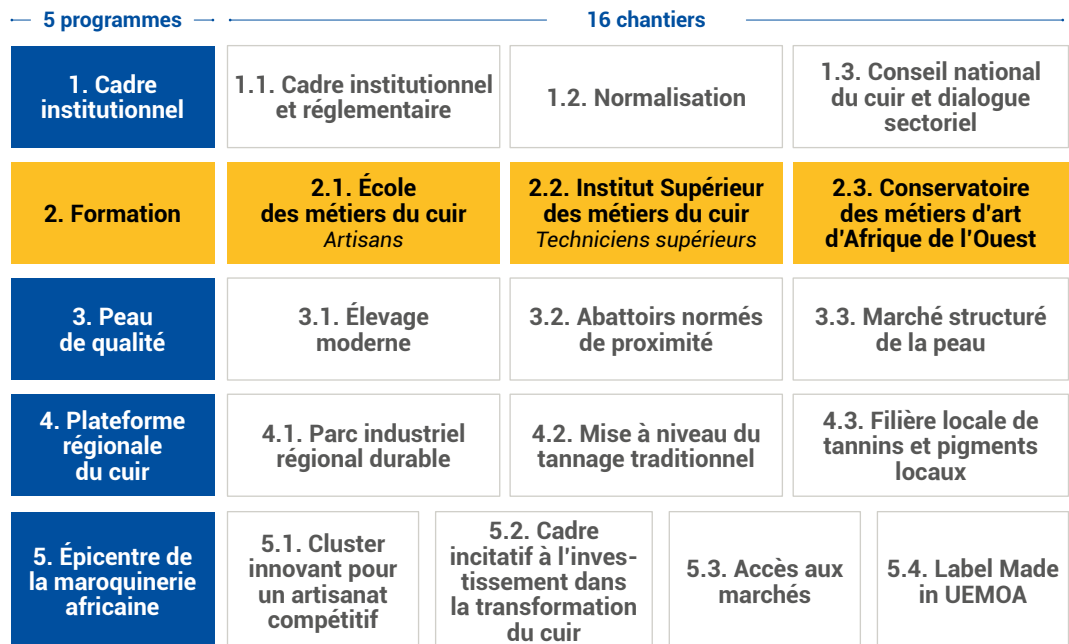 5 programmes
16 chantiers
1. Cadre
institutionnel
1.1. Cadre institutionnel
et réglementaire
1.2. Normalisation
1.3. Conseil national
du cuir et dialogue
sectoriel
2. Formation
2.1. École
des métiers du cuir
Artisans
2.2. Institut Supérieur
des métiers du cuir
Techniciens supérieurs
2.3. Conservatoire
des métiers d'art
d'Afrique de l'Ouest
3. Peau
de qualité
3.1. Élevage
moderne
3.2. Abattoirs normés
de proximité
3.3. Marché structuré
de la peau
4. Plateforme
régionale
du cuir
4.1. Parc industriel
régional durable
4.2. Mise à niveau du
tannage traditionnel
4.3. Filière locale de
tannins et pigments
locaux
5. Épicentre de
la maroquinerie
africaine
5.1. Cluster
innovant pour
un artisanat
compétitif
5.2. Cadre
incitatif à l'inves-
tissement dans
la transformation
du cuir
5.3. Accès aux
marchés
5.4. Label Made
in UEMOA